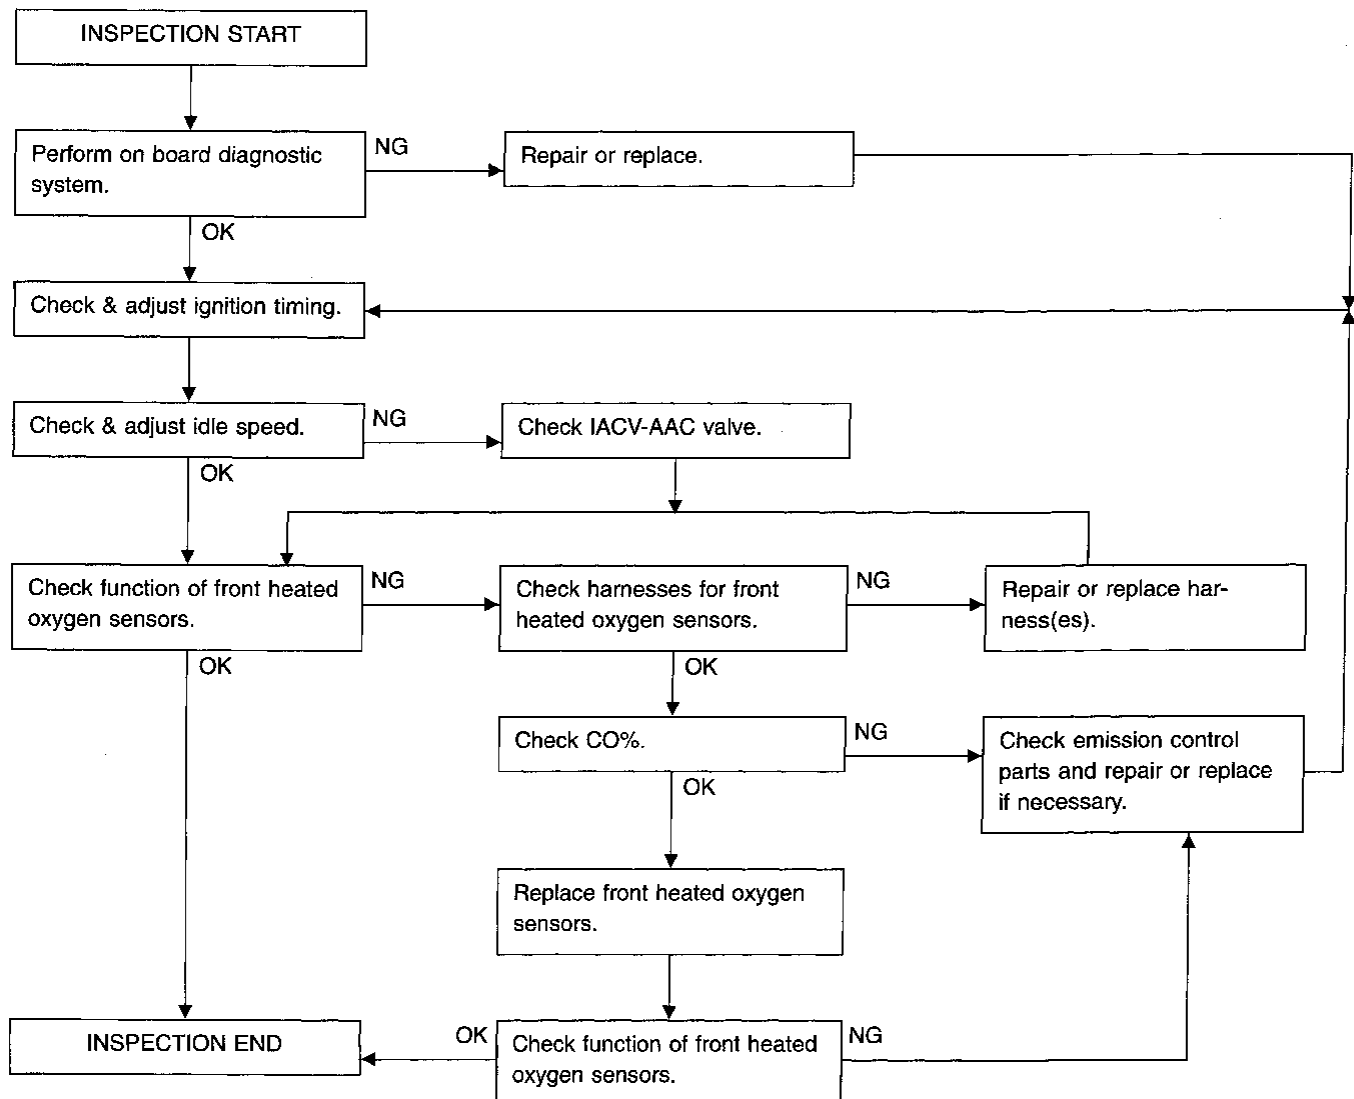 INSPECTION START
Perform on board diagnostic
system.
NG
Repair or replace.
OK
Check & adjust ignition timing.
Check & adjust idle speed.
NG
Check IACV-AAC valve.
OK
Check function of front heated
oxygen sensors.
NG
Check harnesses for front
heated oxygen sensors.
NG
Repair or replace har-
ness(es).
OK
OK
Check CO%.
NG
Check emission control
parts and repair or replace
if necessary.
OK
Replace front heated oxygen
sensors.
INSPECTION END
OK
Check function of front heated
oxygen sensors.
NG